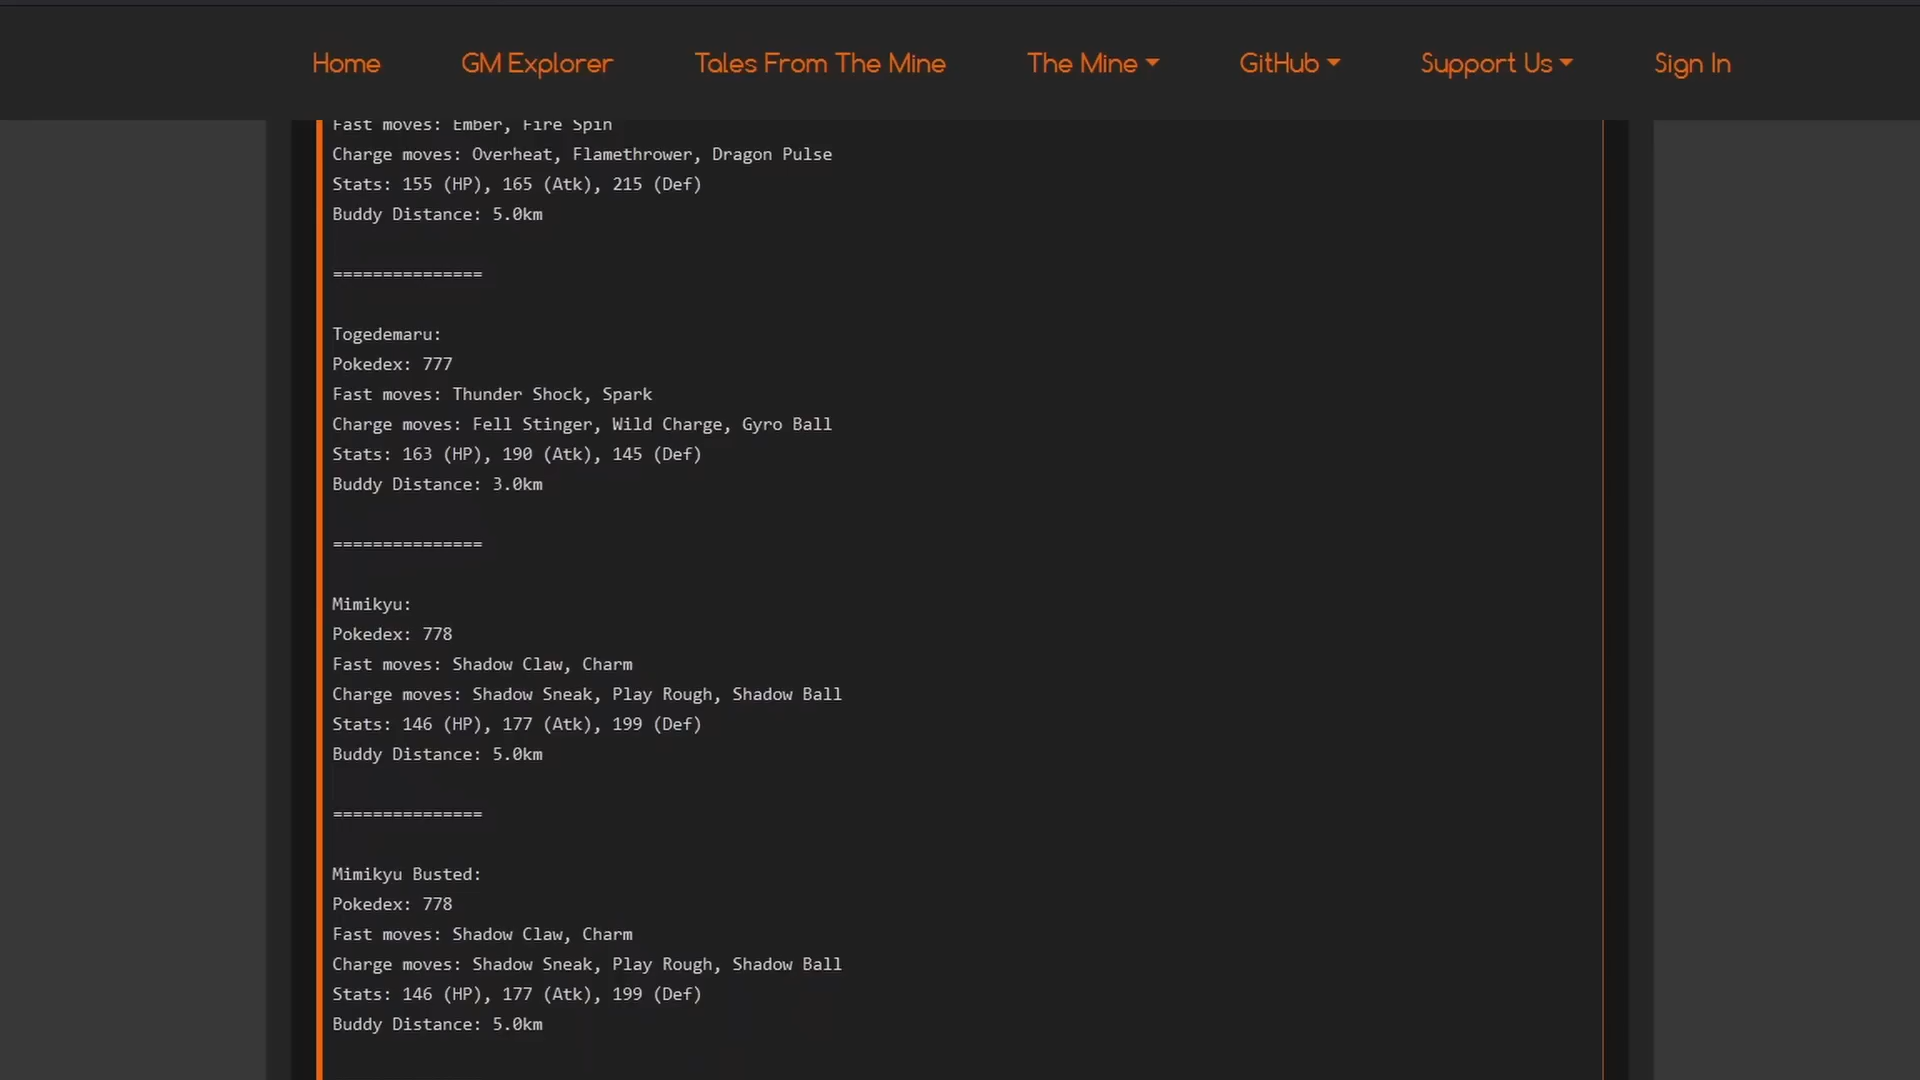 Home GM Explorer Tales From The Mine The Mine GitHub Support Us Sign In
Fast moves: Ember, Fire Spin
Charge moves: Overheat, Flamethrower, Dragon Pulse
Stats: 155 (HP), 165 (Atk), 215 (Def)
Buddy Distance: 5.0km
===============
Togedemaru:
Pokedex: 777
Fast moves: Thunder Shock, Spark
Charge moves: Fell Stinger, Wild Charge, Gyro Ball
Stats: 163 (HP), 190 (Atk), 145 (Def)
Buddy Distance: 3.0km
===============
Mimikyu:
Pokedex: 778
Fast moves: Shadow Claw, Charm
Charge moves: Shadow Sneak, Play Rough, Shadow Ball
Stats: 146 (HP), 177 (Atk), 199 (Def)
Buddy Distance: 5.0km
===============
Mimikyu Busted:
Pokedex: 778
Fast moves: Shadow Claw, Charm
Charge moves: Shadow Sneak, Play Rough, Shadow Ball
Stats: 146 (HP), 177 (Atk), 199 (Def)
Buddy Distance: 5.0km